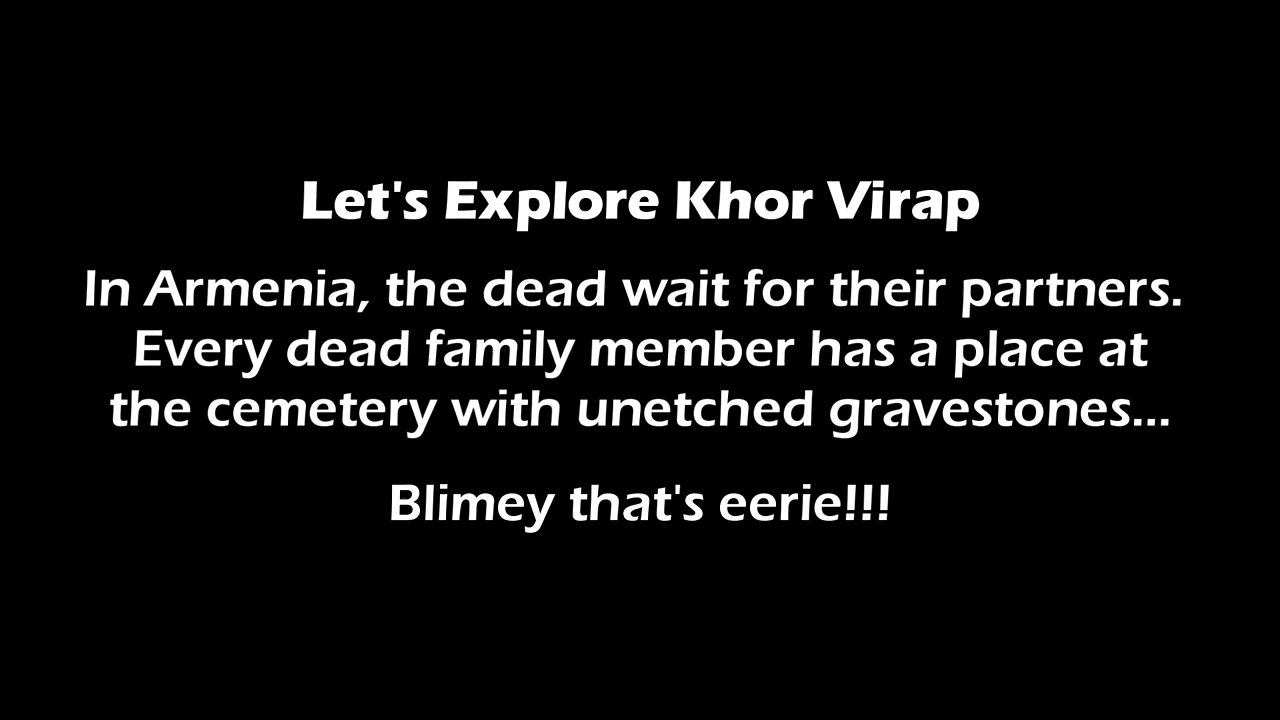 Let's Explore Khor Virap
In Armenia, the dead wait for their partners.
Every dead family member has a place at
the cemetery with unetched gravestones...
Blimey that's eerie!!!